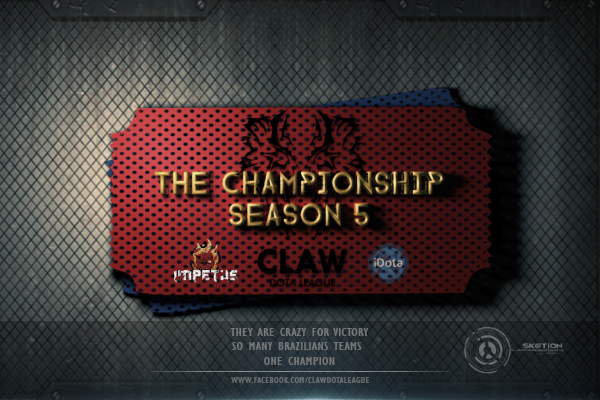 THE CHAMPIONSHIP
SEASON 5
IMPETUS
CLAW
DOTA LEAGUE
iDota
THEY ARE CRAZY FOR VICTORY
SO MANY BRAZILIANS TEAMS
ONE CHAMPION
SKETION
WWW.FACEBOOK.COM/CLAWDOTALEAGUE